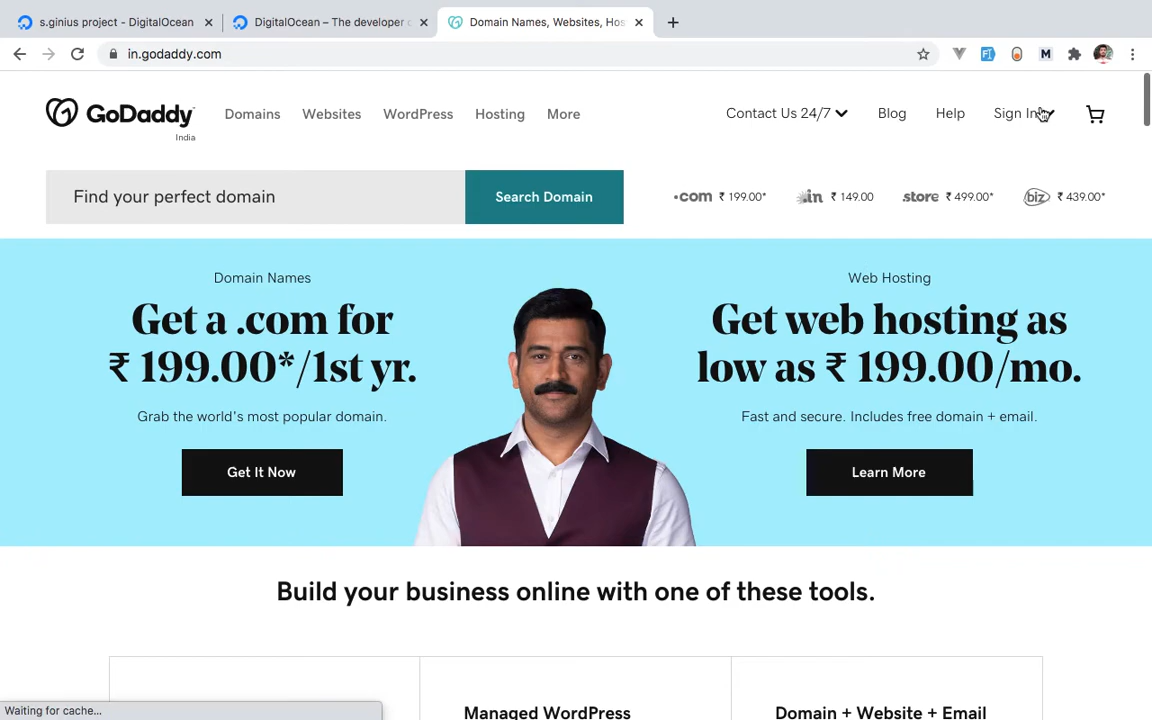 s.ginius project - DigitalOcean
DigitalOcean – The developer c
Domain Names, Websites, Hos
in.godaddy.com
GoDaddy
India
Domains
Websites
WordPress
Hosting
More
Contact Us 24/7
Blog
Help
Sign In
Find your perfect domain
Search Domain
.com ₹ 199.00*
.in ₹ 149.00
store ₹ 499.00*
biz ₹ 439.00*
Domain Names
Get a .com for
₹ 199.00*/1st yr.
Grab the world's most popular domain.
Get It Now
Web Hosting
Get web hosting as
low as ₹ 199.00/mo.
Fast and secure. Includes free domain + email.
Learn More
Build your business online with one of these tools.
Managed WordPress
Domain + Website + Email
Waiting for cache...